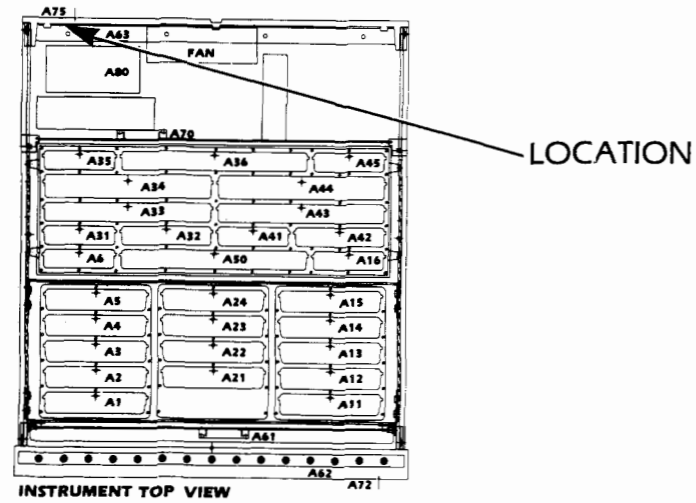 A75
A63
FAN
A80
A70
LOCATION
A35 A36 A45
A34 A44
A33 A43
A31 A32 A41 A42
A6 A50 A16
A5 A24 A15
A4 A23 A14
A3 A22 A13
A2 A21 A12
A1 A11
A61
A62
A72
INSTRUMENT TOP VIEW